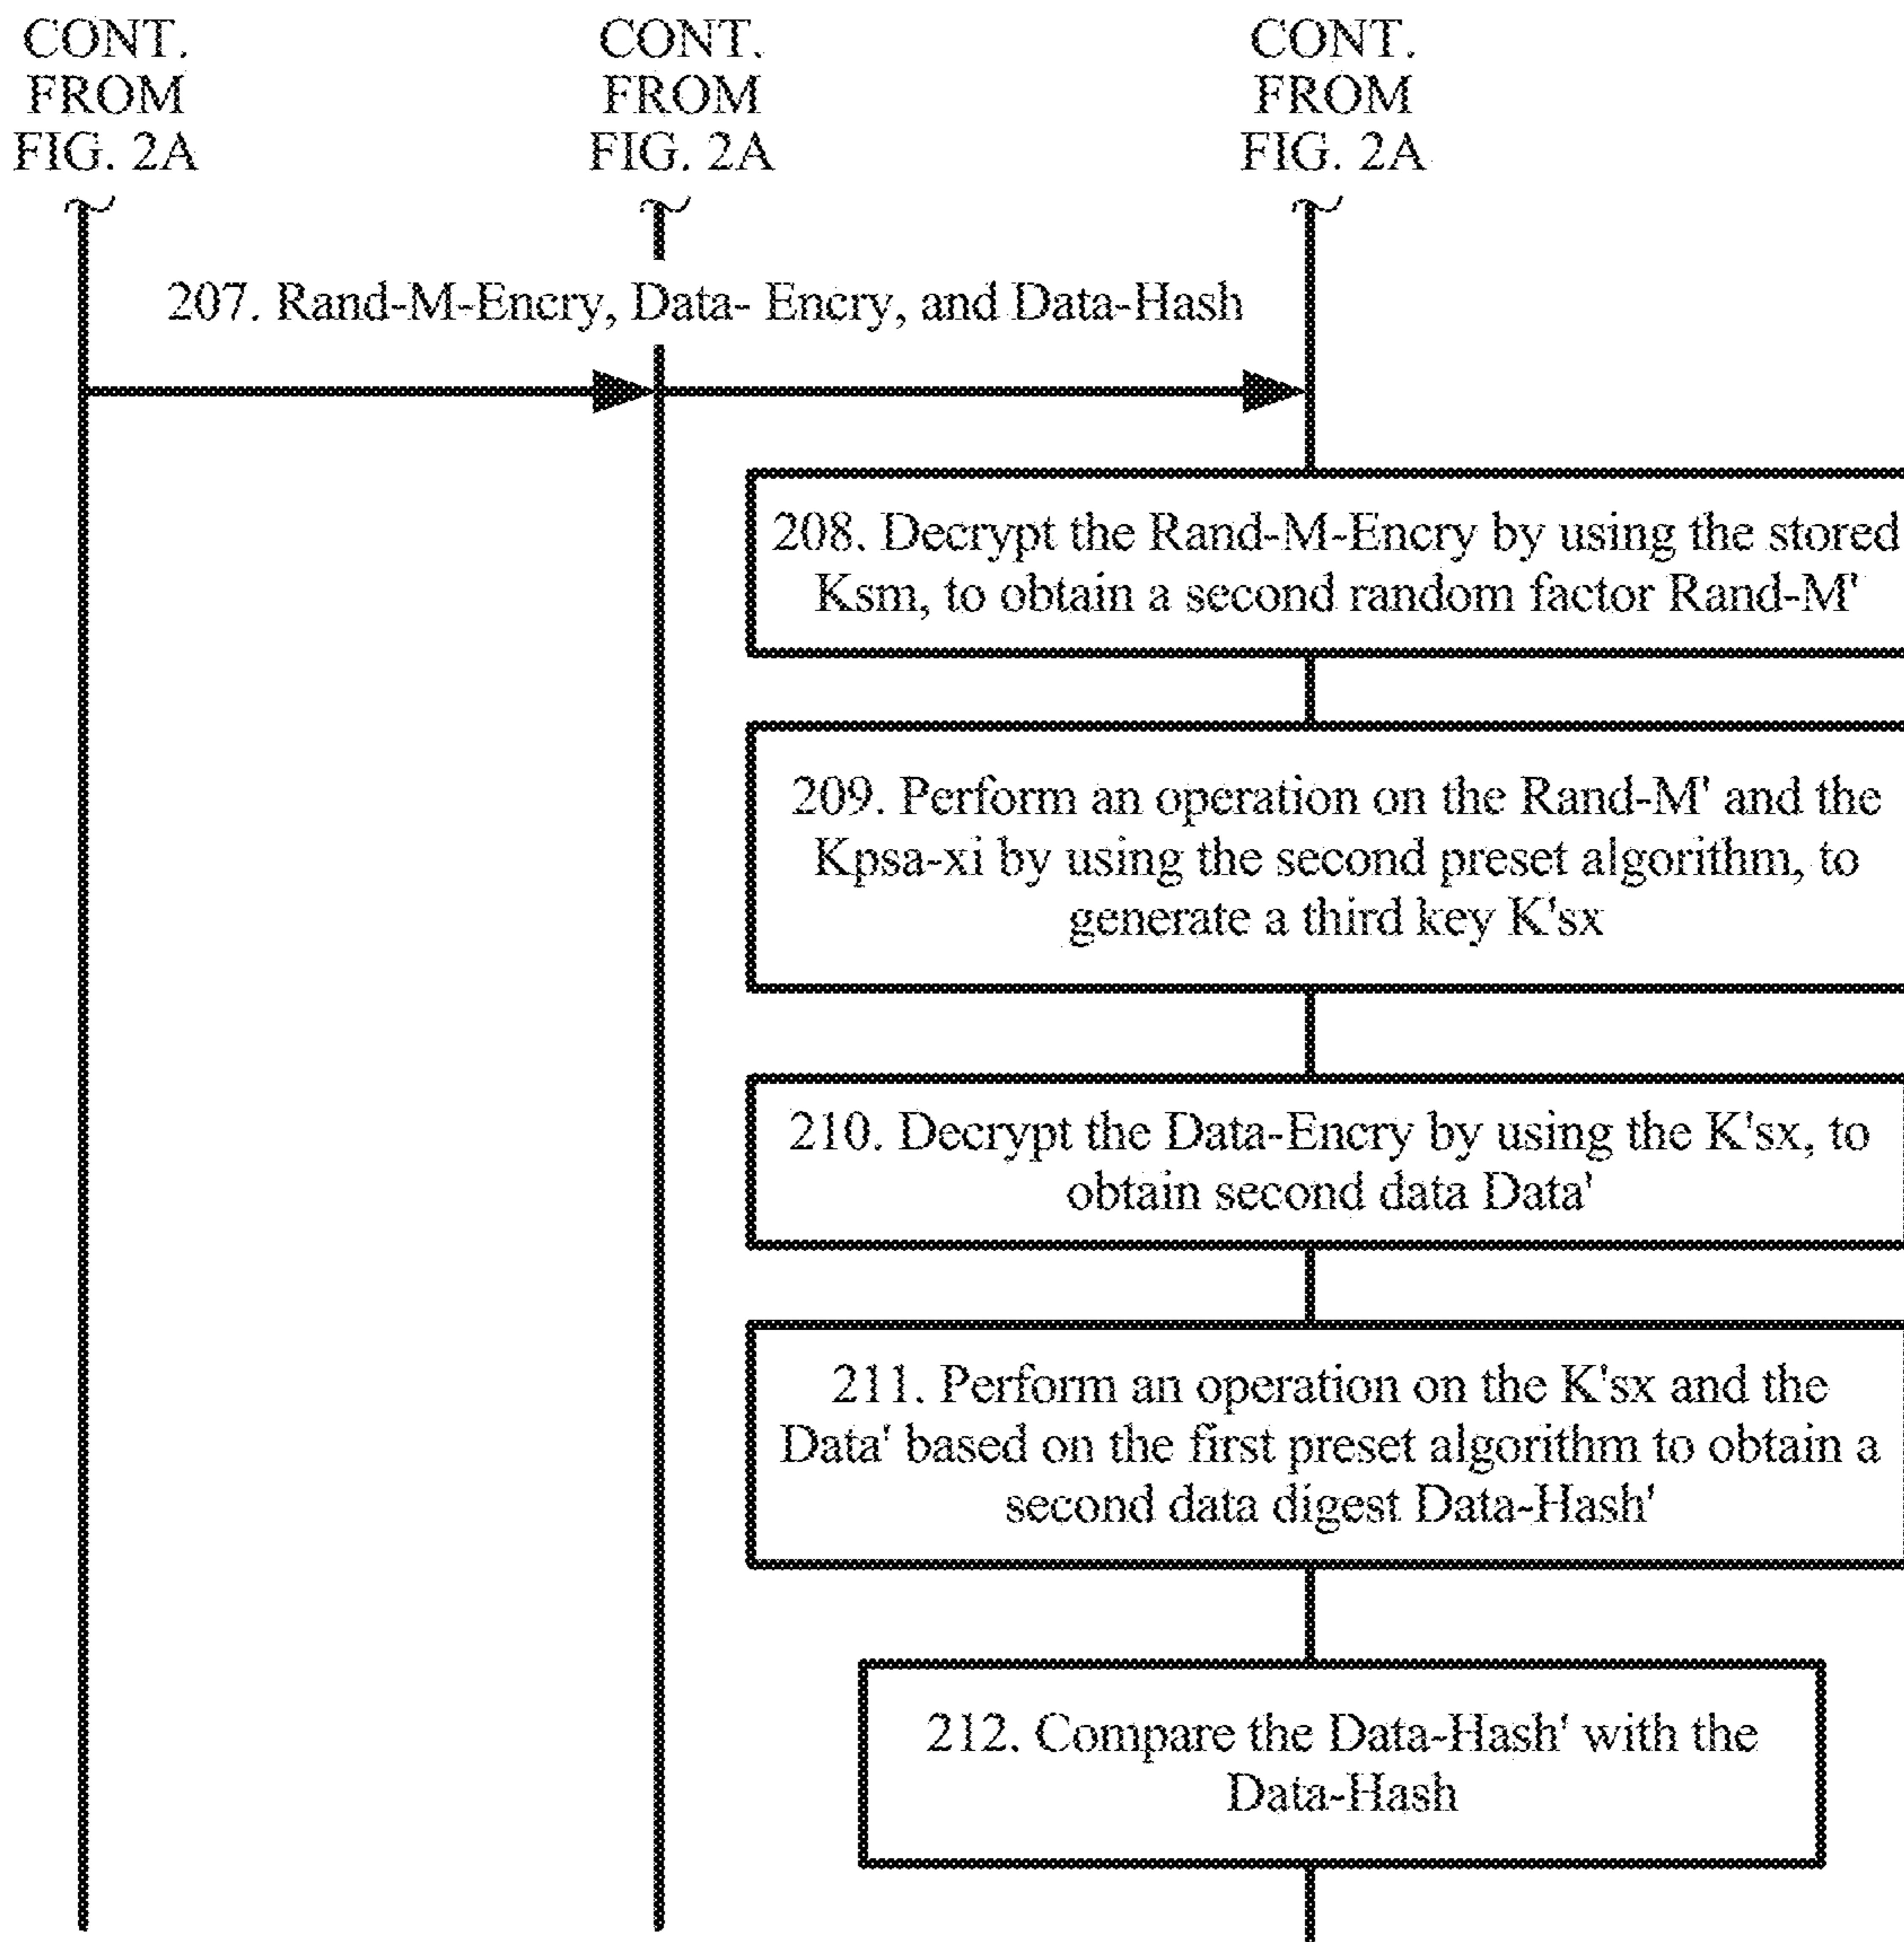 CONT.
FROM
FIG. 2A
CONT.
FROM
FIG. 2A
CONT.
FROM
FIG. 2A
207. Rand-M-Encry, Data- Encry, and Data-Hash
208. Decrypt the Rand-M-Encry by using the stored
Ksm, to obtain a second random factor Rand-M'
209. Perform an operation on the Rand-M' and the
Kpsa-xi by using the second preset algorithm, to
generate a third key K'sx
210. Decrypt the Data-Encry by using the K'sx, to
obtain second data Data'
211. Perform an operation on the K'sx and the
Data' based on the first preset algorithm to obtain a
second data digest Data-Hash'
212. Compare the Data-Hash' with the
Data-Hash